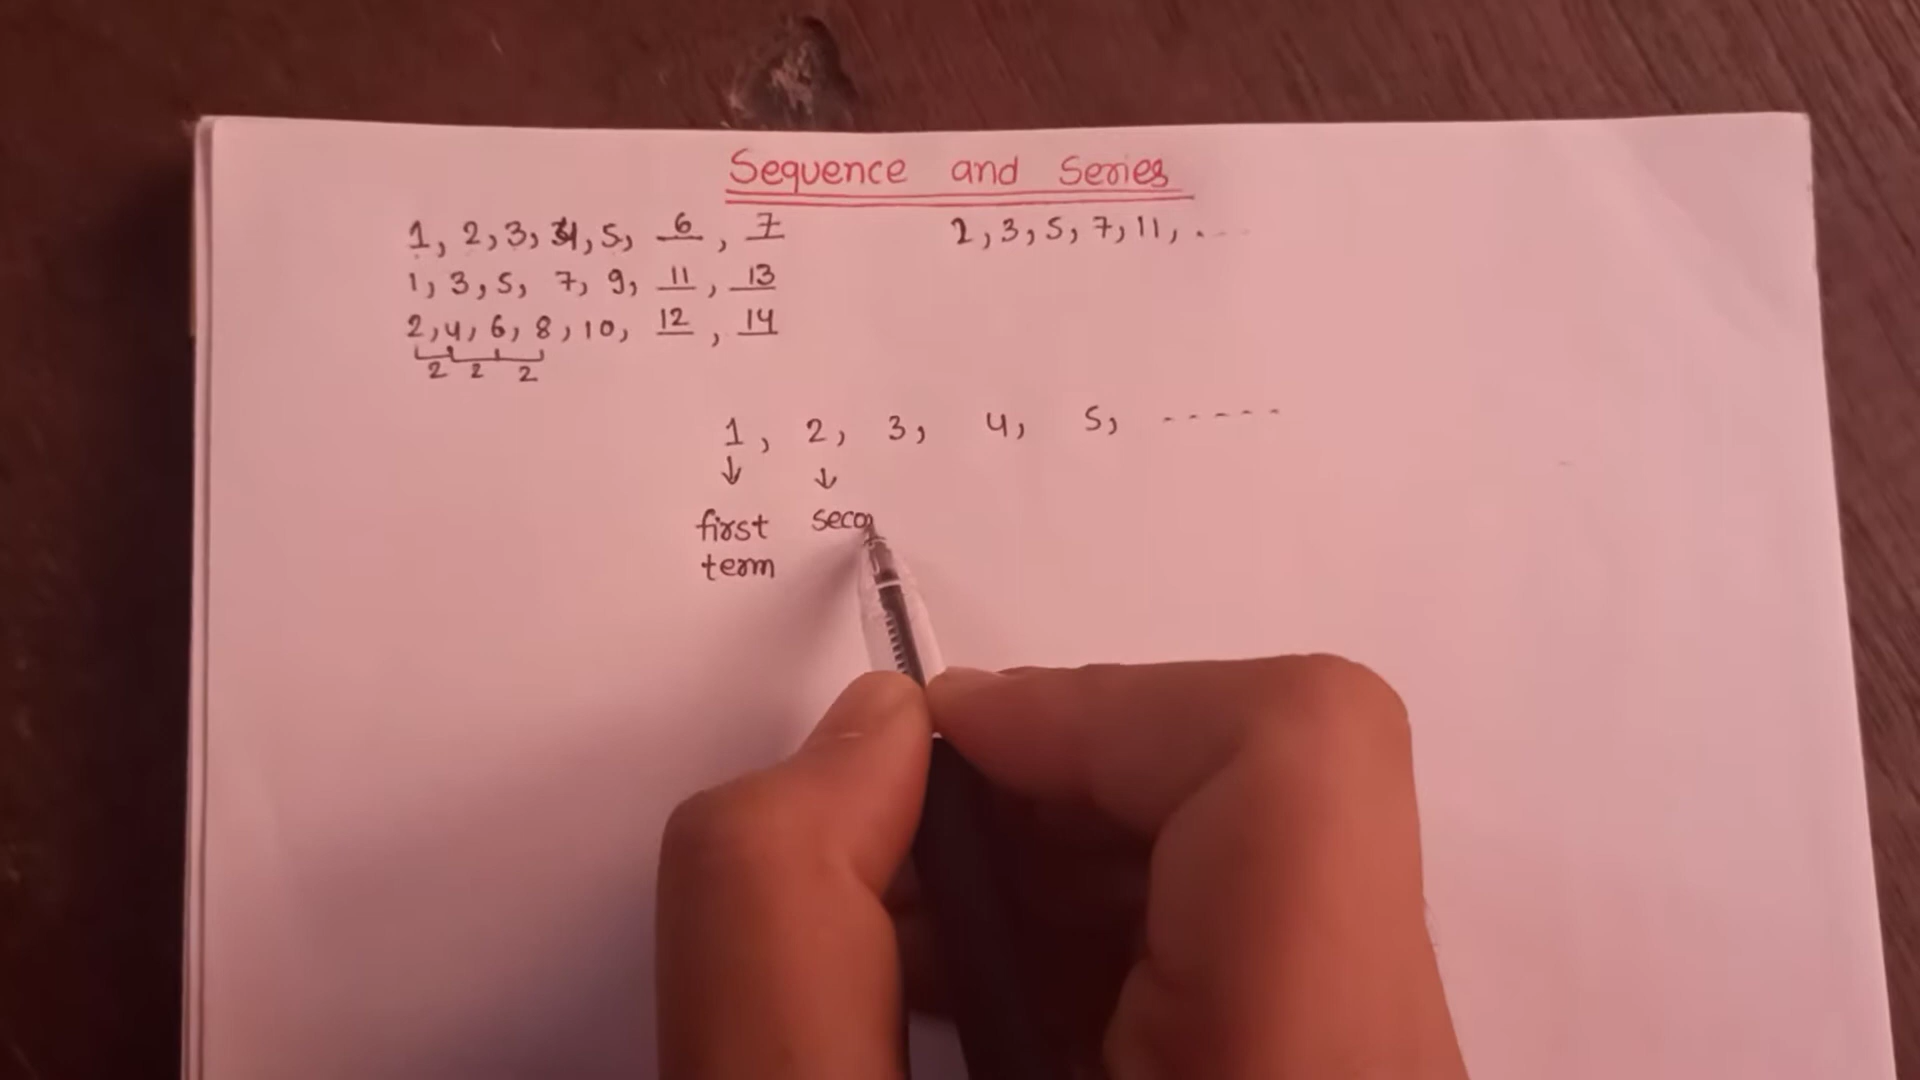 Sequence and Series
1, 2, 3, 4, 5, 6, 7
2, 3, 5, 7, 11, ....
1, 3, 5, 7, 9, 11, 13
2, 4, 6, 8, 10, 12, 14
2 2 2
1, 2, 3, 4, 5, -----
↓ ↓
first seco
term